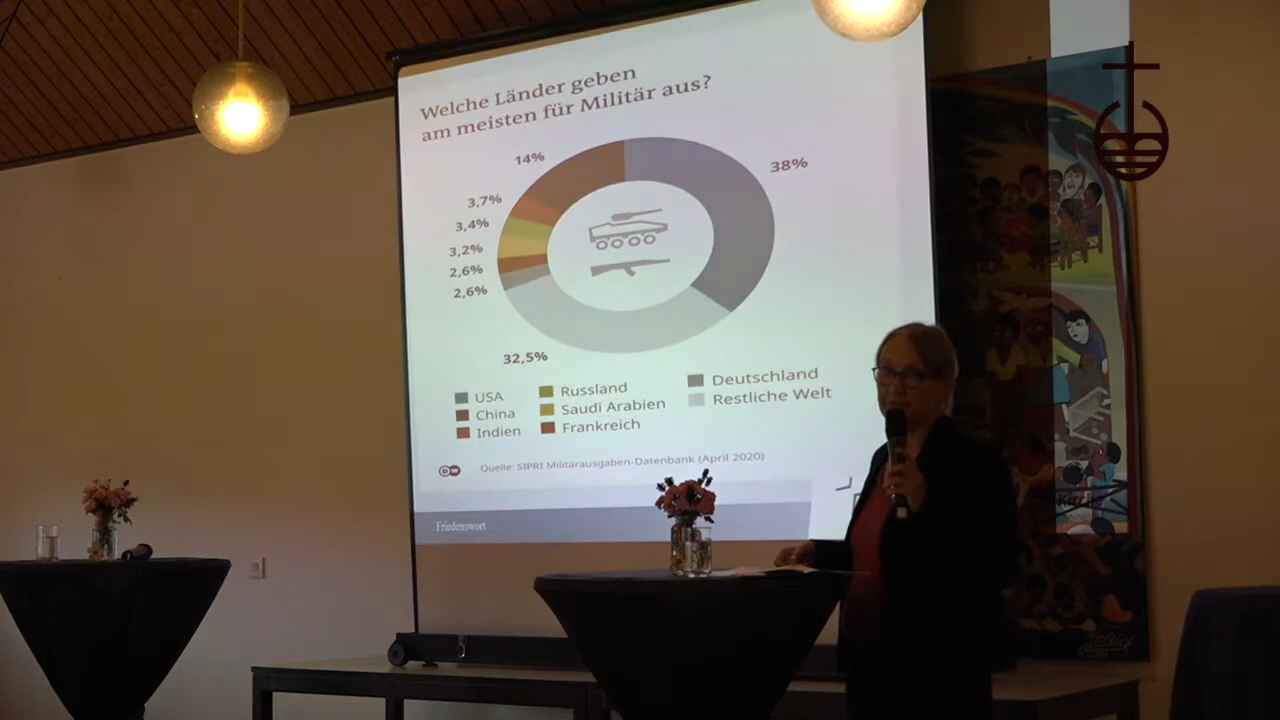 Welche Länder geben
am meisten für Militär aus?
14%
38%
3,7%
3,4%
3,2%
2,6%
2,6%
32,5%
USA
China
Indien
Russland
Saudi Arabien
Frankreich
Deutschland
Restliche Welt
DW
Quelle: SIPRI Militärausgaben-Datenbank (April 2020)
Friedenswort